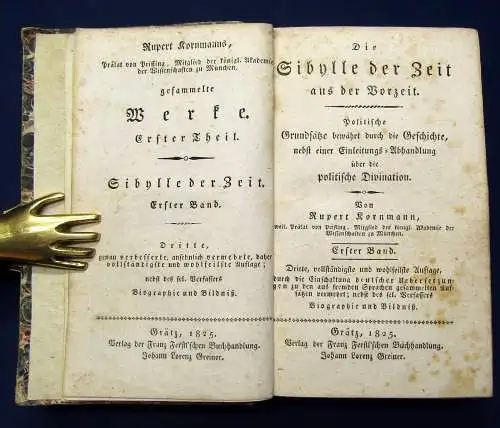 Rupert Kornmanns,
Prälat von Prifling, Mitglied der königl. Akademie
der Wissenschaften zu München.
gesammelte
Werke.
Erster Theil.
Sibylle der Zeit.
Erster Band.
Dritte,
genau verbesserte, ansehnlich vermehrte, daher
vollständigste und wohlfeilste Auflage;
nebst des sel. Verfassers
Biographie und Bildniß.
Grätz, 1825.
Verlag der Franz Ferstl'schen Buchhandlung.
Johann Lorenz Greiner.
Die
Sibylle der Zeit
aus der Vorzeit.
Politische
Grundsätze bewährt durch die Geschichte,
nebst einer Einleitungs-Abhandlung
über die
politische Divination.
Von
Rupert Kornmann,
weil. Prälat von Prifling, Mitglied der königl. Akademie der
Wissenschaften zu München.
Erster Band.
Dritte, vollständigste und wohlfeilste Auflage,
durch die Einschaltung deutscher Uebersetzun-
gen zu den aus fremden Sprachen gesammelten Auf-
sätzen vermehrt; nebst des sel. Verfassers
Biographie und Bildniß.
Grätz, 1825.
Verlag der Franz Ferstl'schen Buchhandlung.
Johann Lorenz Greiner.